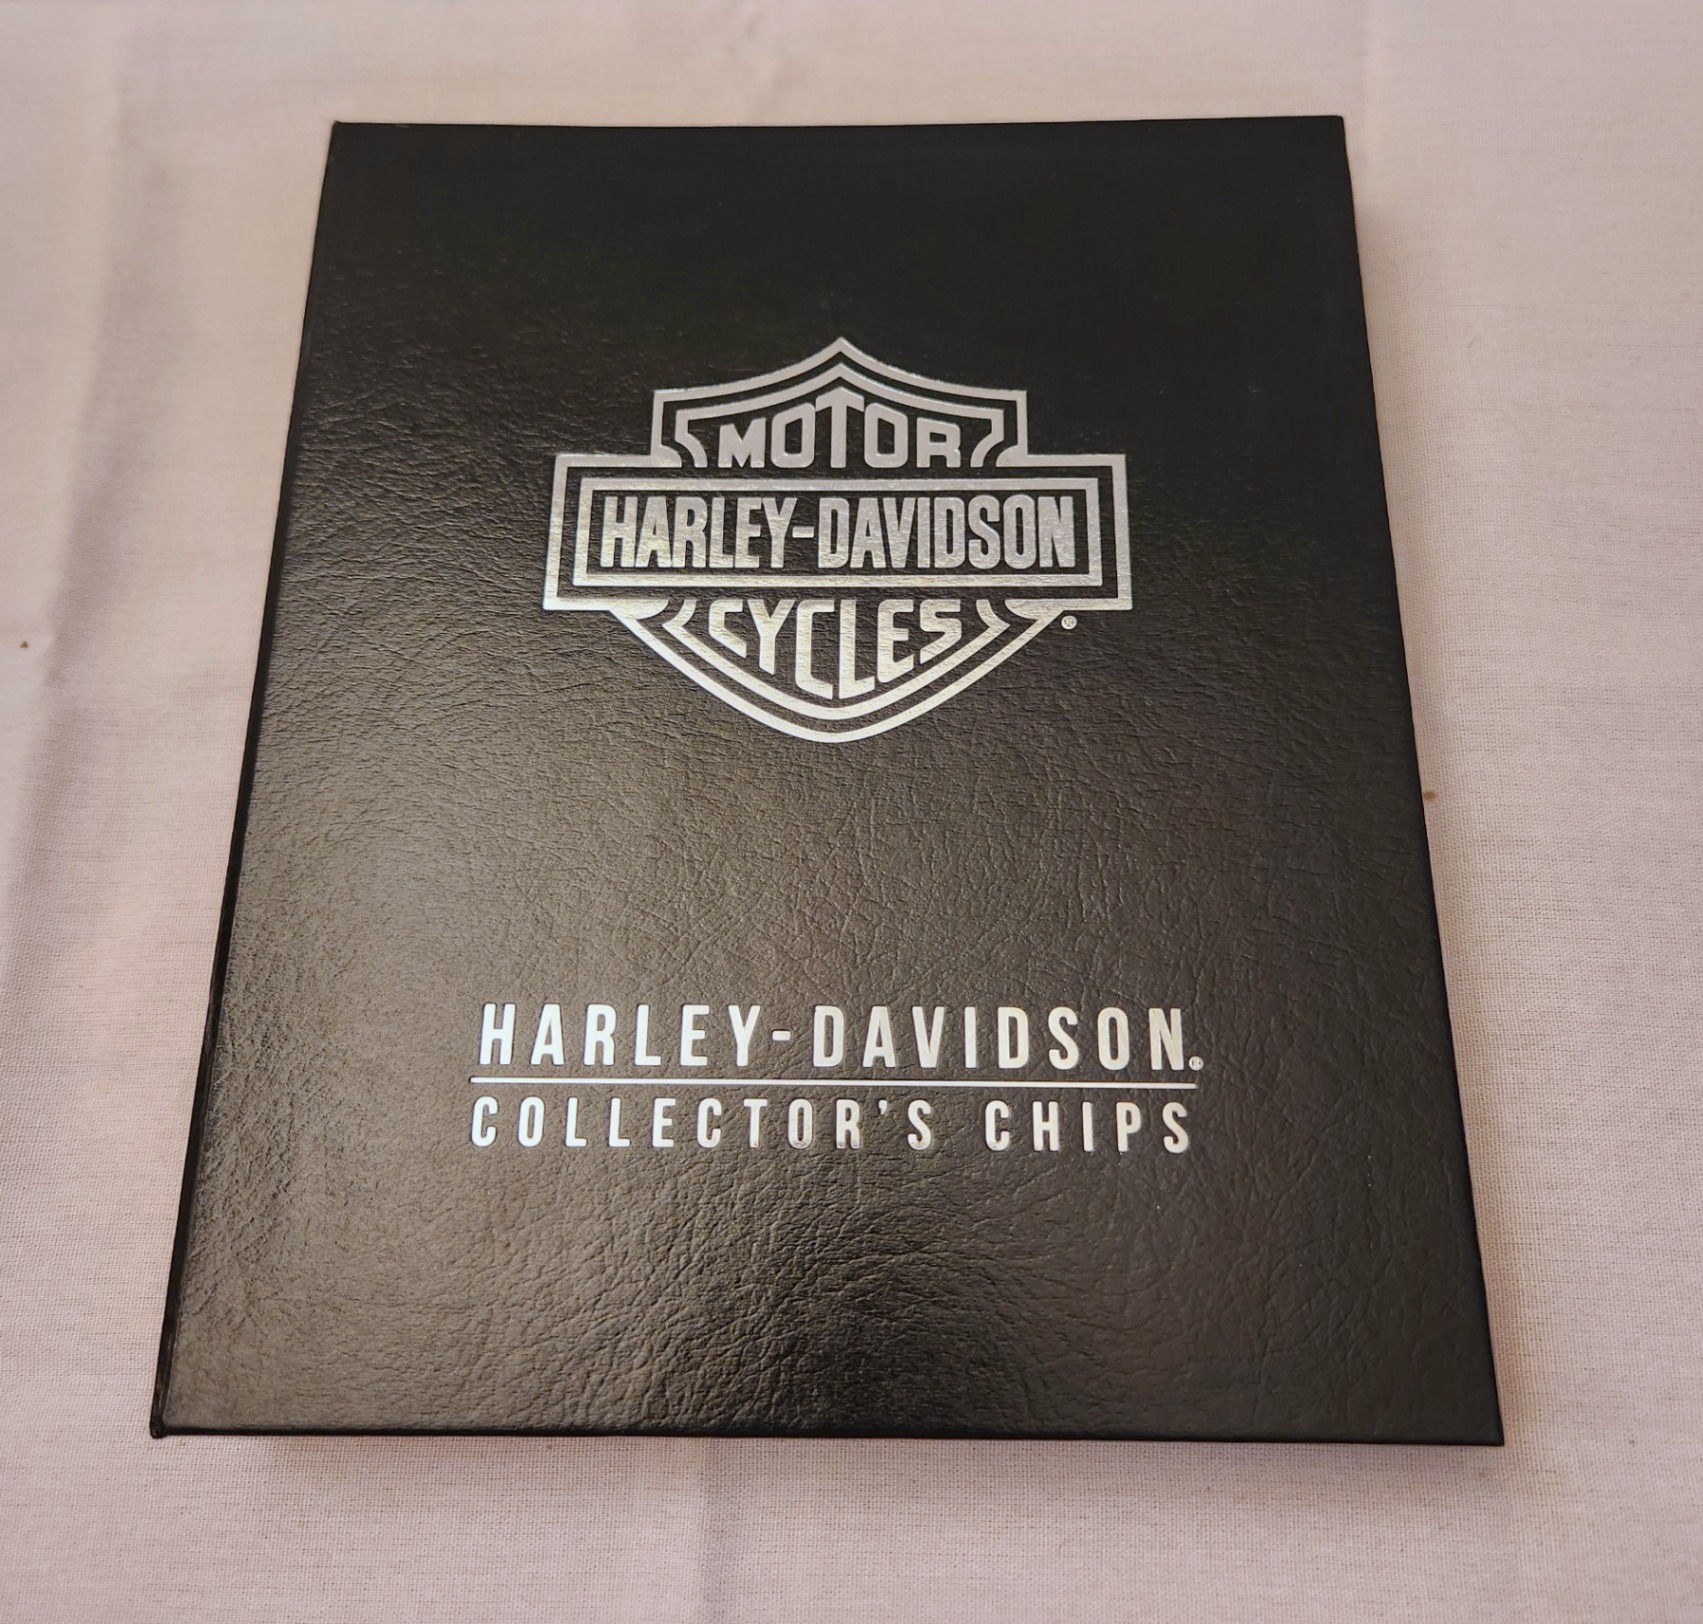 MOTOR
HARLEY-DAVIDSON
CYCLES
®
HARLEY-DAVIDSON®
COLLECTOR'S CHIPS